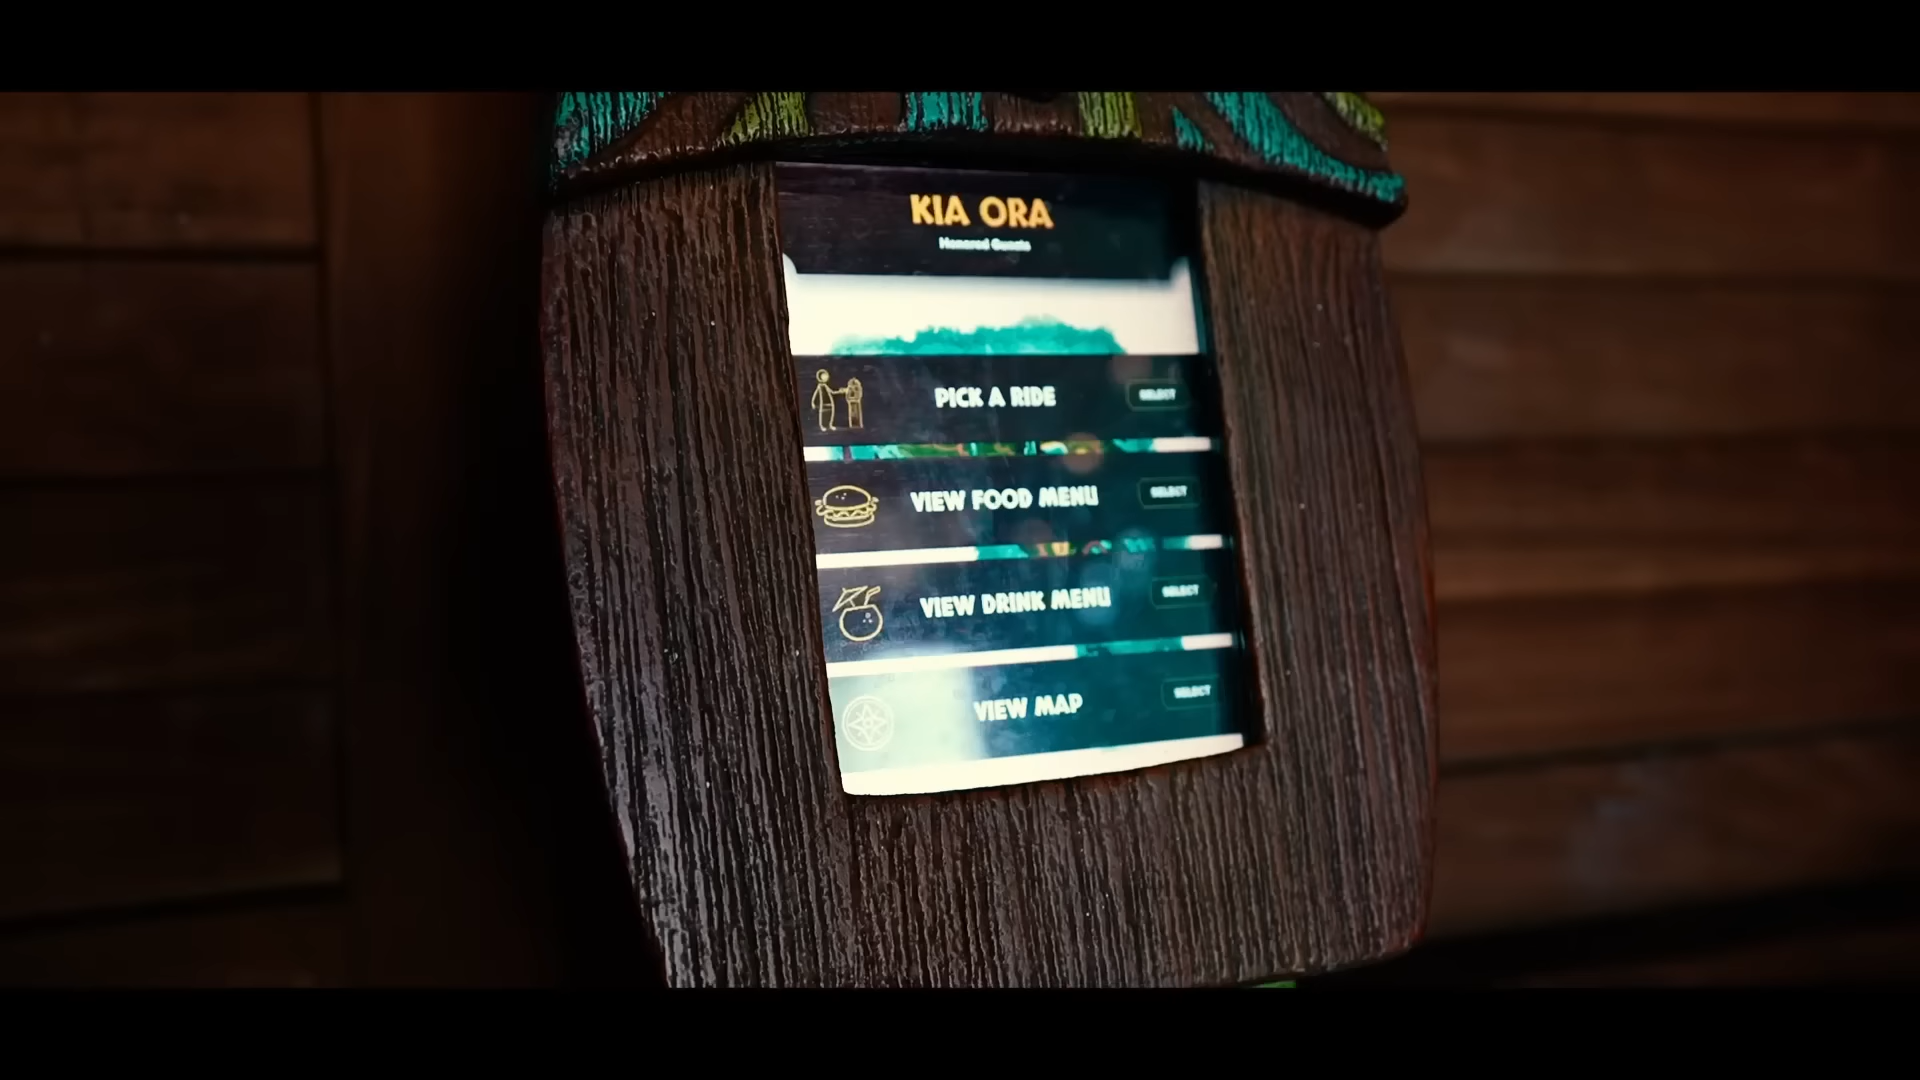 KIA ORA
Honored Guests
PICK A RIDE
SELECT
VIEW FOOD MENU
SELECT
VIEW DRINK MENU
SELECT
VIEW MAP
SELECT